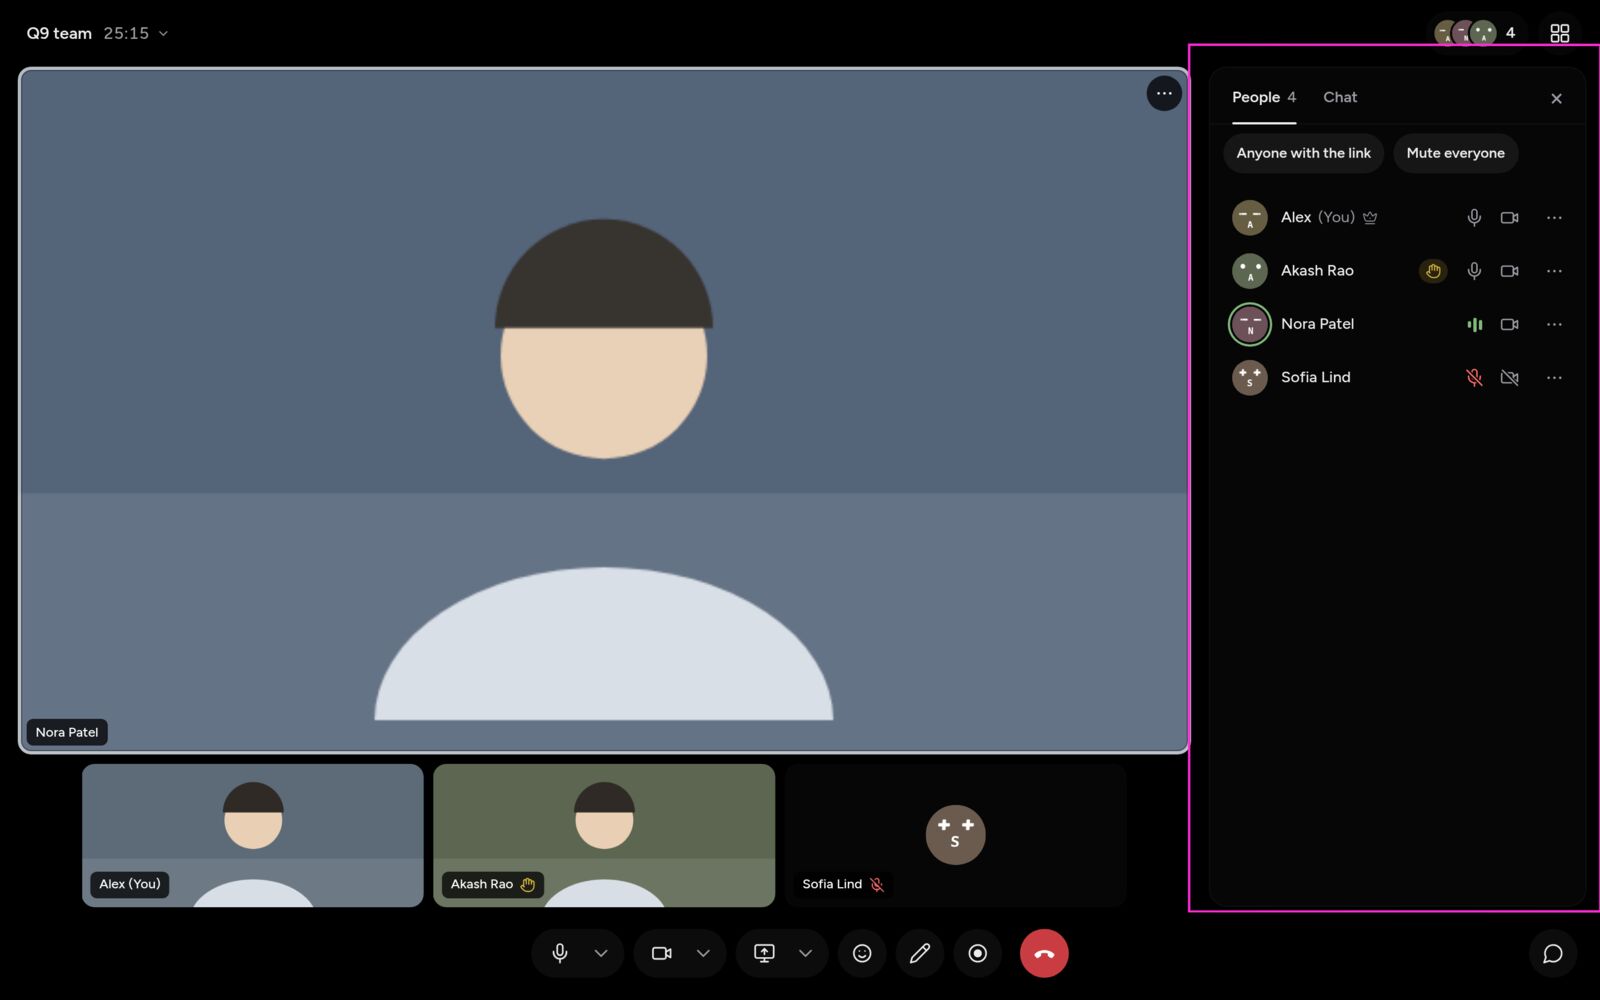 Q9 team 25:15
4
People 4 Chat
Anyone with the link Mute everyone
A Alex (You)
A Akash Rao
N Nora Patel
S Sofia Lind
Nora Patel
Alex (You)
Akash Rao
S
Sofia Lind